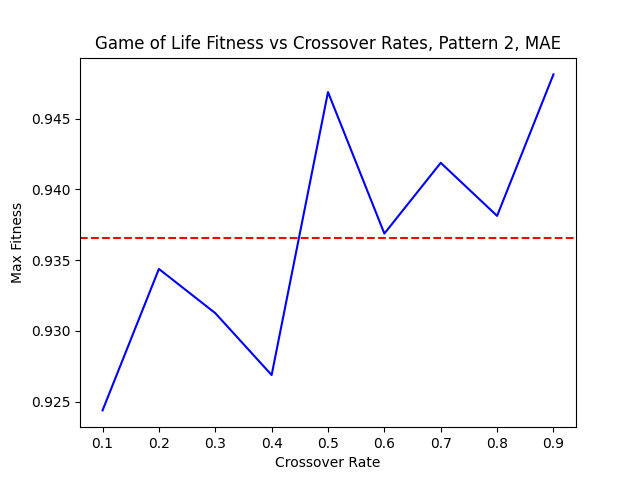 Game of Life Fitness vs Crossover Rates, Pattern 2, MAE
Max Fitness
0.945
0.940
0.935
0.930
0.925
0.1 0.2 0.3 0.4 0.5 0.6 0.7 0.8 0.9
Crossover Rate